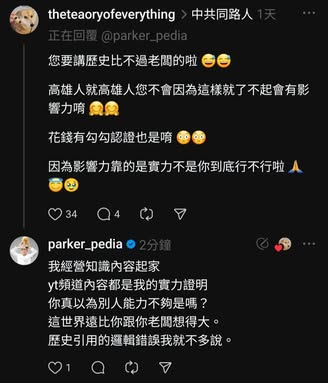 theteaoryofeverything > 中共同路人 1天
正在回覆 @parker_pedia
您要講歷史比不過老闆的啦 😅😅
高雄人就高雄人您不會因為這樣就了不起會有影
響力唷 🤗🤗
花錢有勾勾認證也是唷 😳😳
因為影響力靠的是實力不是你到底行不行啦 🙏
😇🥹
34 4
parker_pedia 2分鐘
我經營知識內容起家
yt頻道內容都是我的實力證明
你真以為別人能力不夠是嗎？
這世界遠比你跟你老闆想得大。
歷史引用的邏輯錯誤我就不多說。
1